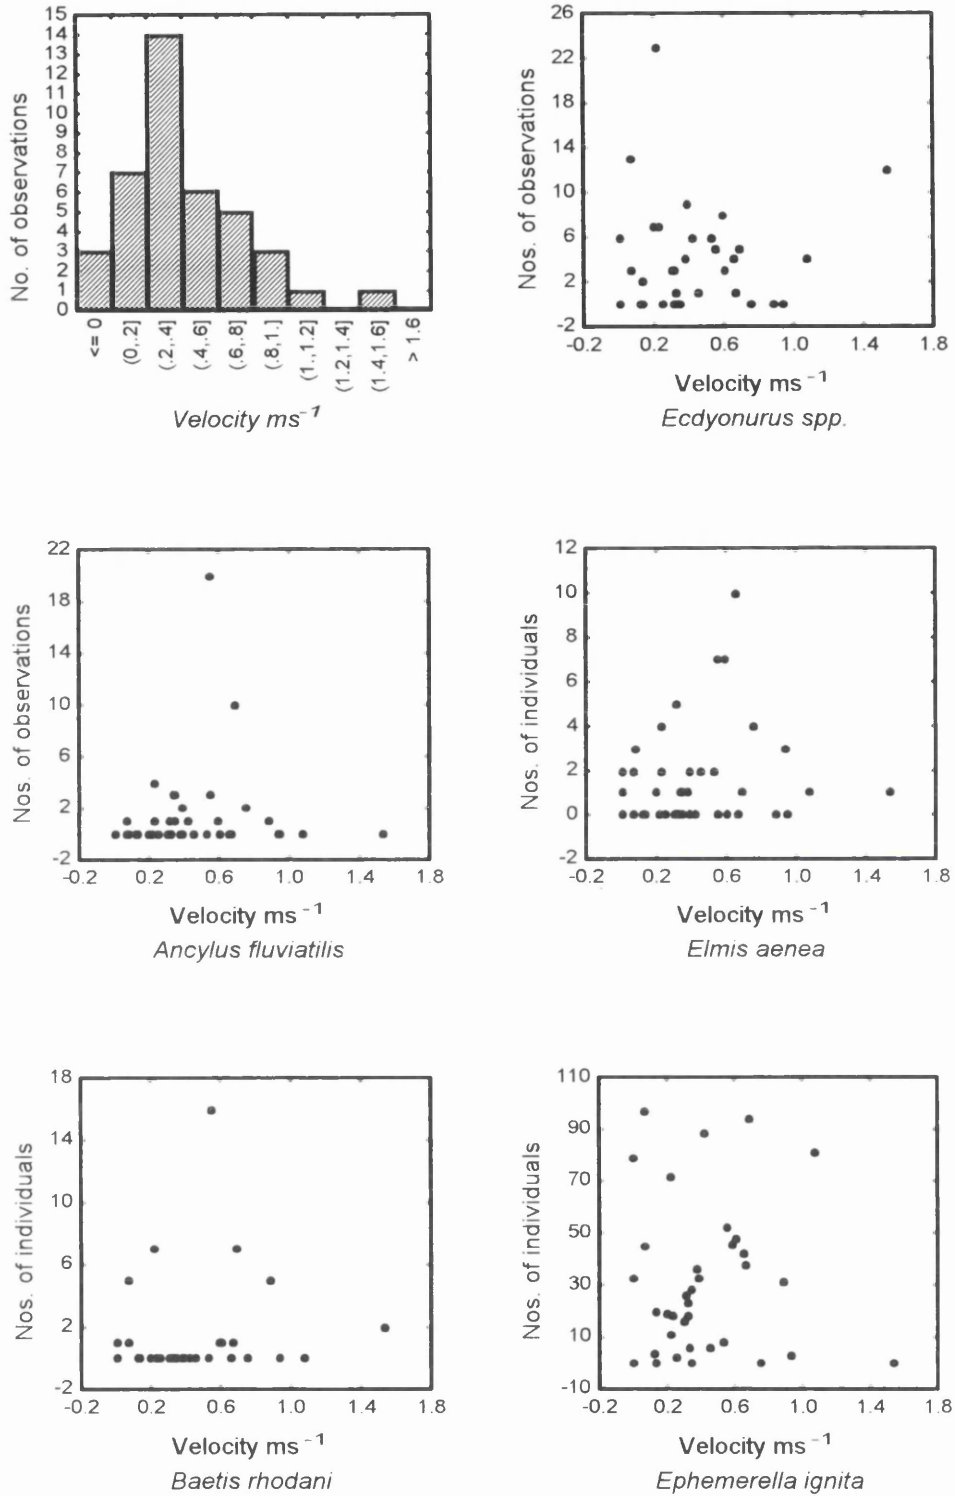 No. of observations
15
14
13
12
11
10
9
8
7
6
5
4
3
2
1
0
<= 0
(0,.2]
(.2,.4]
(.4,.6]
(.6,.8]
(.8,1.]
(1.,1.2]
(1.2,1.4]
(1.4,1.6]
> 1.6
Velocity ms⁻¹
Nos. of observations
26
22
18
14
10
6
2
-2
-0.2 0.2 0.6 1.0 1.4 1.8
Velocity ms⁻¹
Ecdyonurus spp.
Nos. of observations
22
18
14
10
6
2
-2
-0.2 0.2 0.6 1.0 1.4 1.8
Velocity ms⁻¹
Ancylus fluviatilis
Nos. of individuals
12
10
8
6
4
2
0
-2
-0.2 0.2 0.6 1.0 1.4 1.8
Velocity ms⁻¹
Elmis aenea
Nos. of individuals
18
14
10
6
2
-2
-0.2 0.2 0.6 1.0 1.4 1.8
Velocity ms⁻¹
Baetis rhodani
Nos. of individuals
110
90
70
50
30
10
-10
-0.2 0.2 0.6 1.0 1.4 1.8
Velocity ms⁻¹
Ephemerella ignita